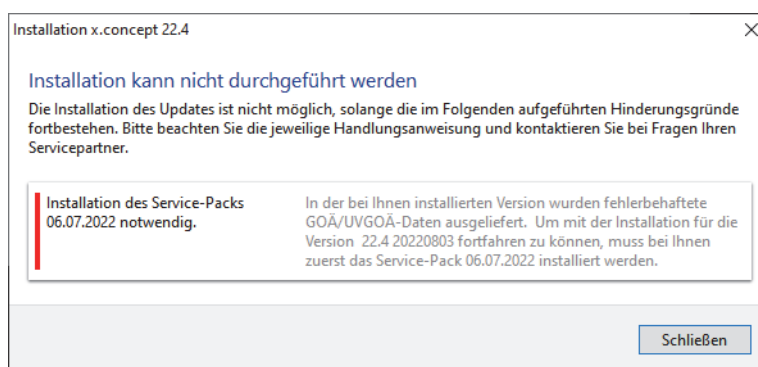 Installation x.concept 22.4
Installation kann nicht durchgeführt werden
Die Installation des Updates ist nicht möglich, solange die im Folgenden aufgeführten Hinderungsgründe
fortbestehen. Bitte beachten Sie die jeweilige Handlungsanweisung und kontaktieren Sie bei Fragen Ihren
Servicepartner.
Installation des Service-Packs
06.07.2022 notwendig.
In der bei Ihnen installierten Version wurden fehlerbehaftete
GOÄ/UVGOÄ-Daten ausgeliefert.  Um mit der Installation für die
Version  22.4 20220803 fortfahren zu können, muss bei Ihnen
zuerst das Service-Pack 06.07.2022 installiert werden.
Schließen